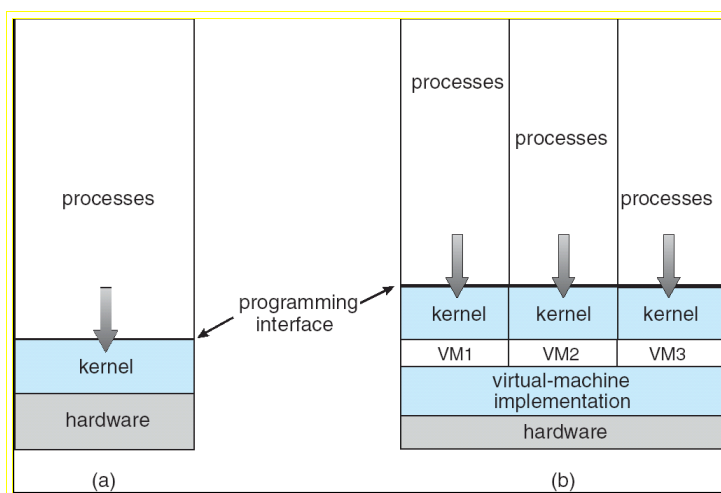 processes
processes
processes
processes
programming
interface
kernel
hardware
kernel
kernel
kernel
VM1
VM2
VM3
virtual-machine
implementation
hardware
(a)
(b)